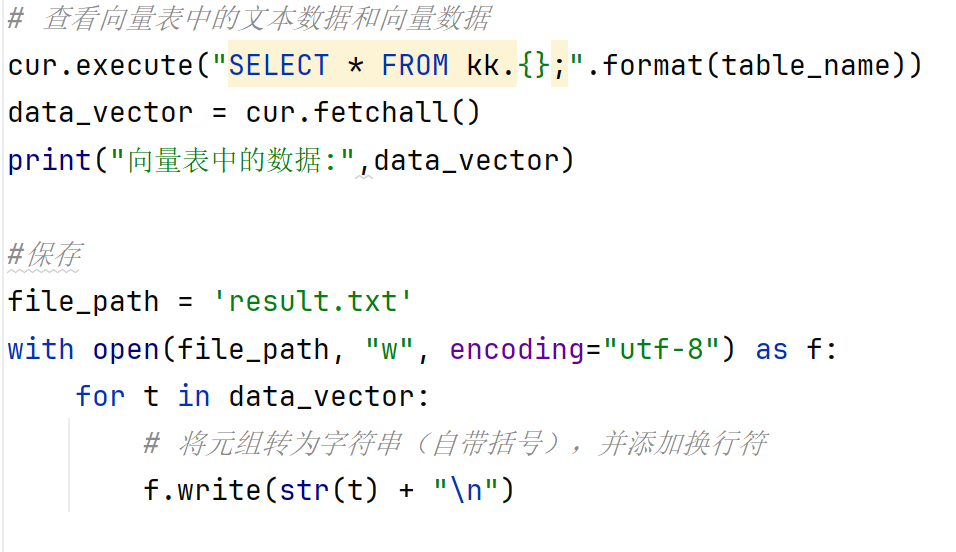 # 查看向量表中的文本数据和向量数据
cur.execute("SELECT * FROM kk.{};".format(table_name))
data_vector = cur.fetchall()
print("向量表中的数据:",data_vector)
#保存
file_path = 'result.txt'
with open(file_path, "w", encoding="utf-8") as f:
    for t in data_vector:
        # 将元组转为字符串（自带括号），并添加换行符
        f.write(str(t) + "\n")